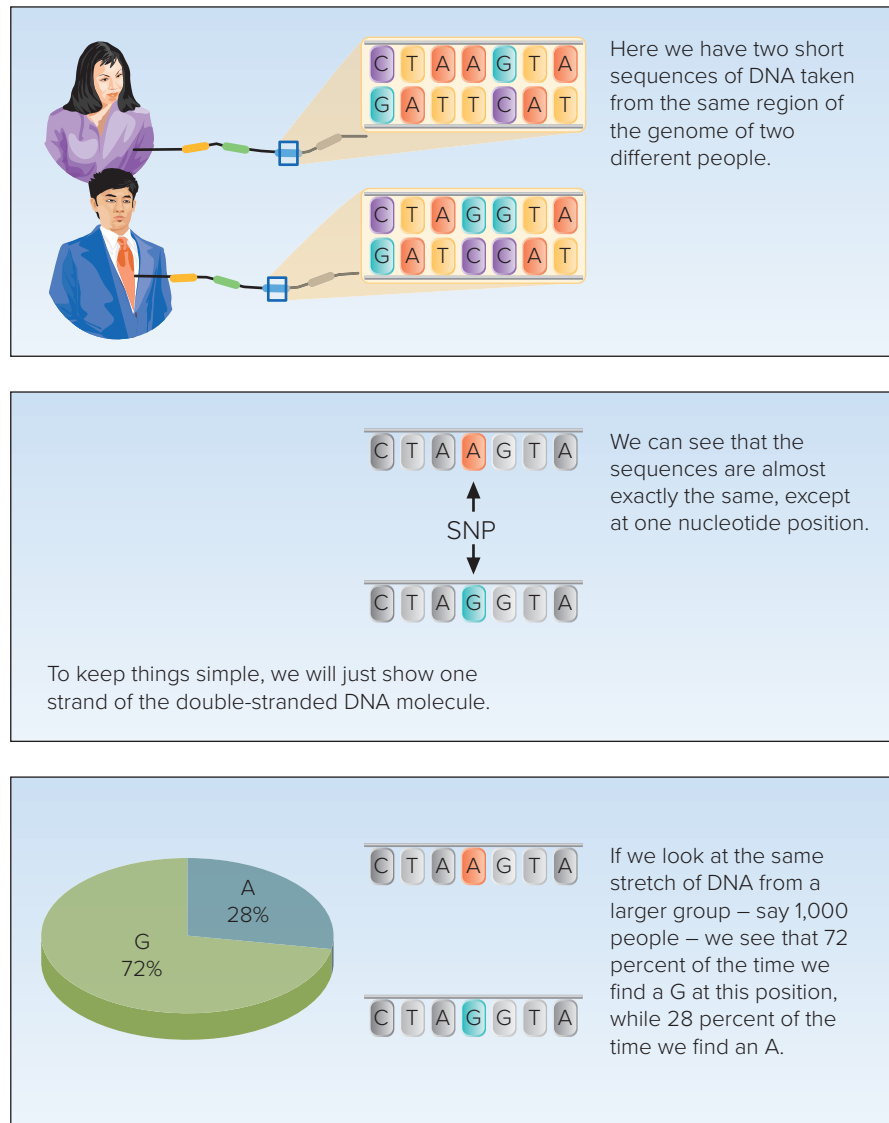 C T A A G T A
G A T T C A T
Here we have two short
sequences of DNA taken
from the same region of
the genome of two
different people.
C T A G G T A
G A T C C A T
C T A A G T A
SNP
C T A G G T A
We can see that the
sequences are almost
exactly the same, except
at one nucleotide position.
To keep things simple, we will just show one
strand of the double-stranded DNA molecule.
A
28%
G
72%
C T A A G T A
C T A G G T A
If we look at the same
stretch of DNA from a
larger group – say 1,000
people – we see that 72
percent of the time we
find a G at this position,
while 28 percent of the
time we find an A.